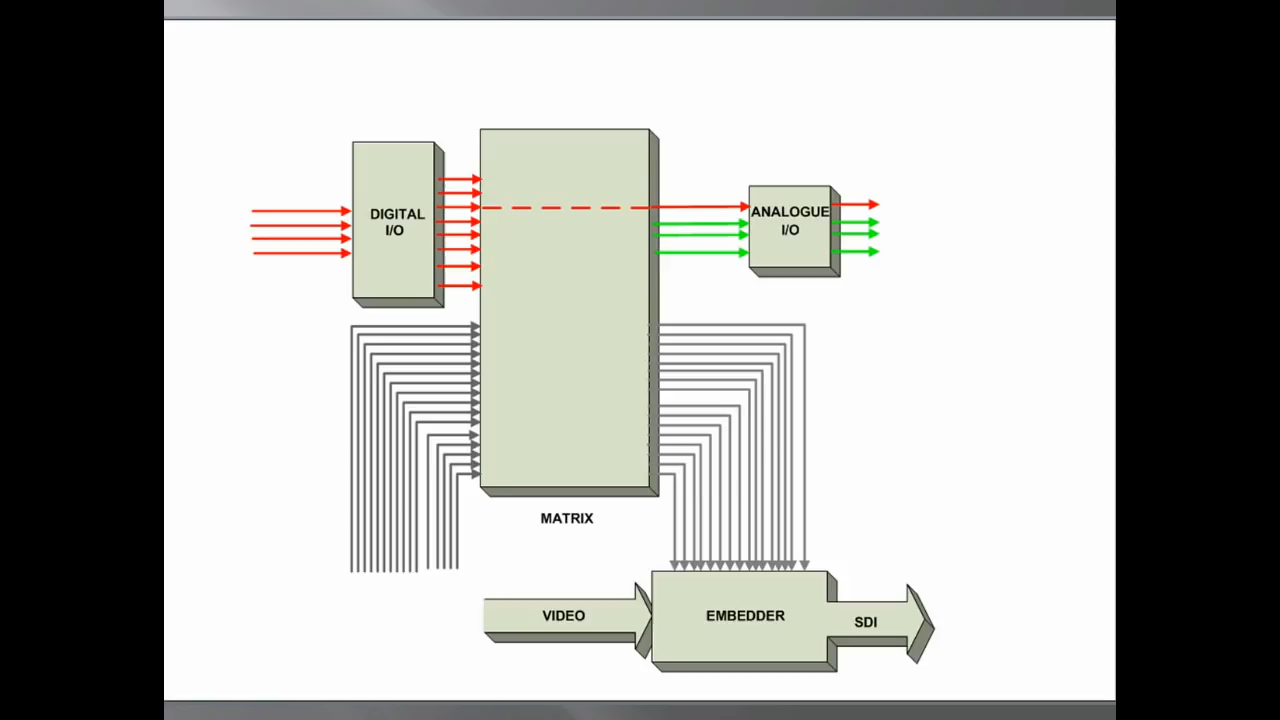 DIGITAL
I/O
ANALOGUE
I/O
MATRIX
VIDEO
EMBEDDER
SDI